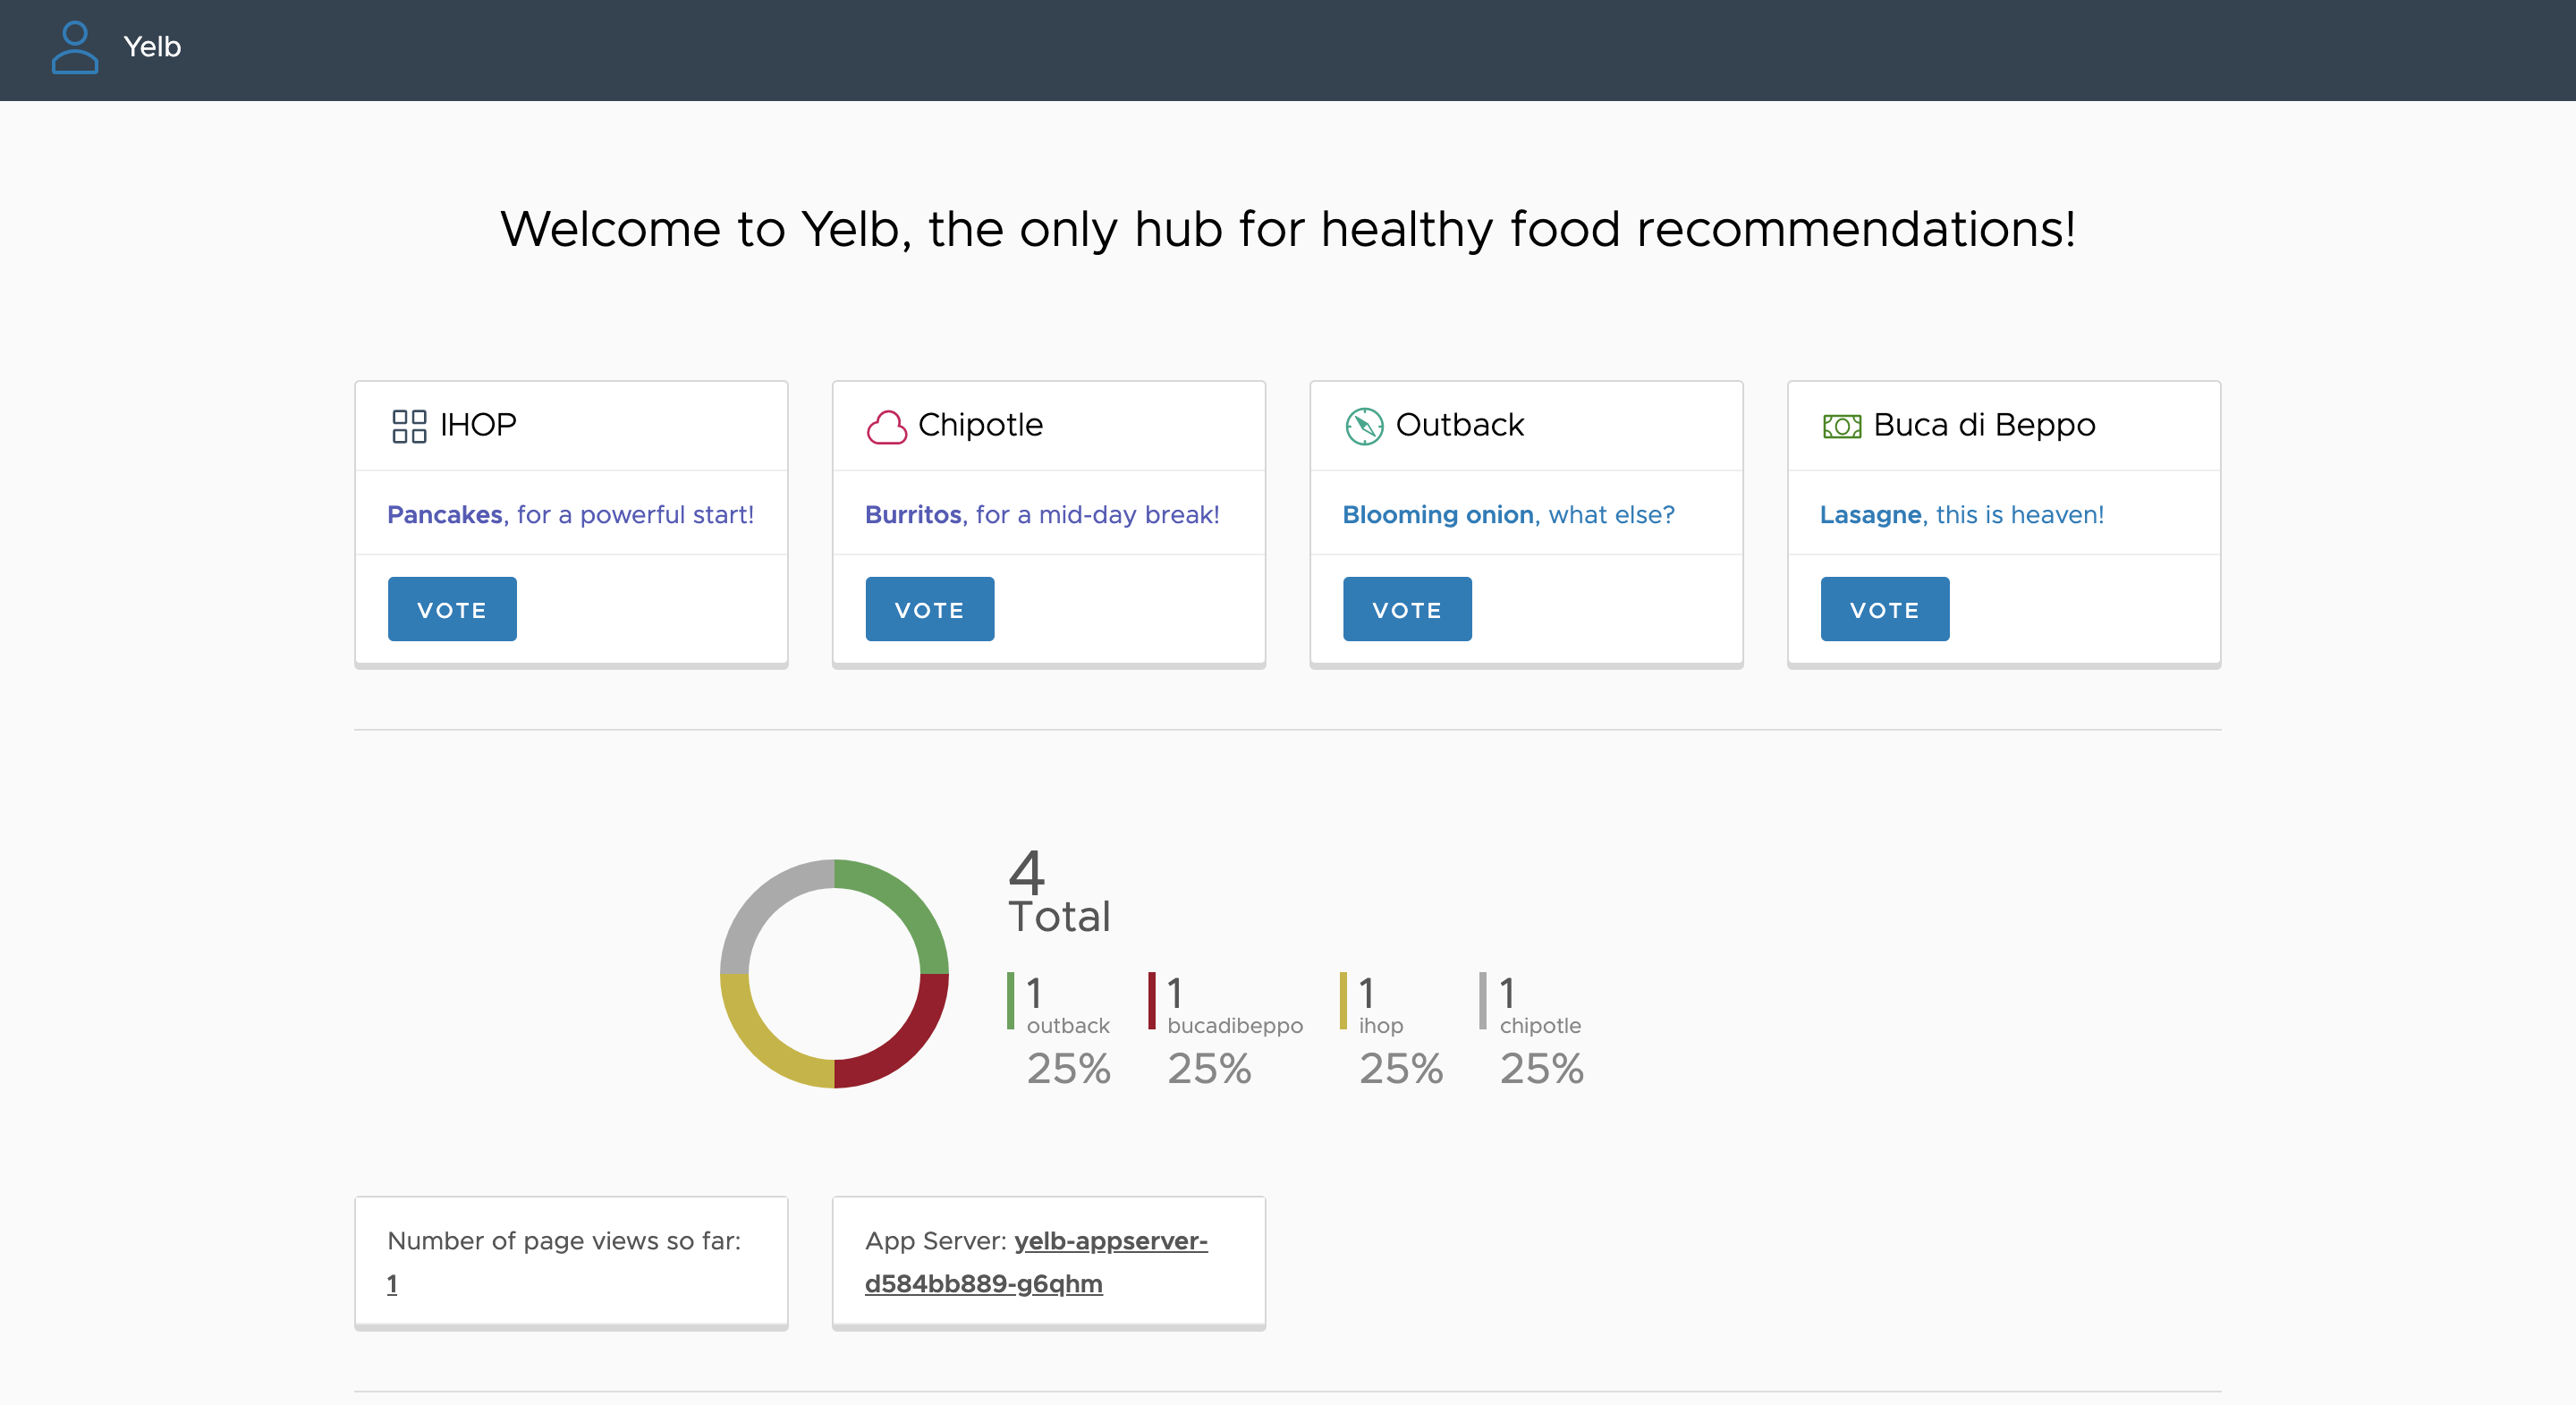 Yelb
Welcome to Yelb, the only hub for healthy food recommendations!
IHOP
Pancakes, for a powerful start!
VOTE
Chipotle
Burritos, for a mid-day break!
VOTE
Outback
Blooming onion, what else?
VOTE
Buca di Beppo
Lasagne, this is heaven!
VOTE
4
Total
1
outback
25%
1
bucadibeppo
25%
1
ihop
25%
1
chipotle
25%
Number of page views so far:
1
App Server: yelb-appserver-
d584bb889-g6qhm